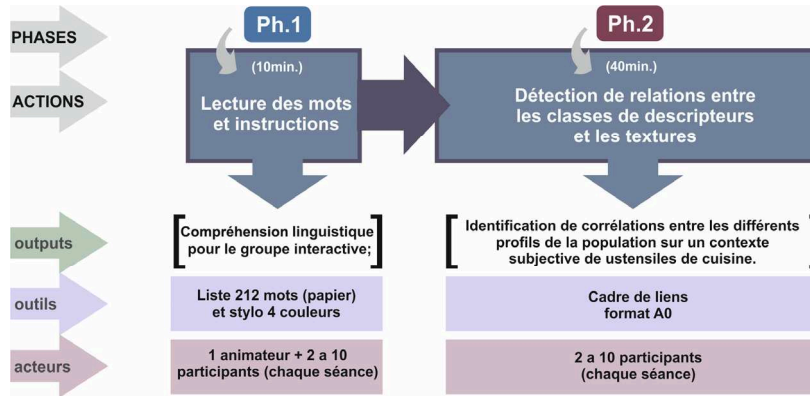 PHASES
Ph.1
Ph.2
ACTIONS
(10min.)
Lecture des mots
et instructions
(40min.)
Détection de relations entre
les classes de descripteurs
et les textures
outputs
Compréhension linguistique
pour le groupe interactive;
Identification de corrélations entre les différents
profils de la population sur un contexte
subjective de ustensiles de cuisine.
outils
Liste 212 mots (papier)
et stylo 4 couleurs
Cadre de liens
format A0
acteurs
1 animateur + 2 a 10
participants (chaque séance)
2 a 10 participants
(chaque séance)